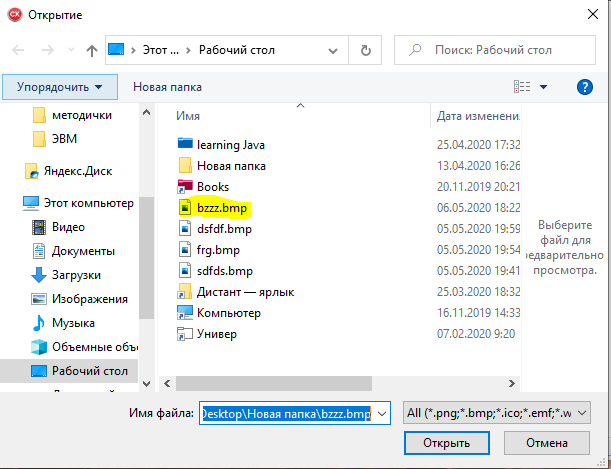 CX Открытие
Этот ... Рабочий стол
Поиск: Рабочий стол
Упорядочить Новая папка
?
методички
ЭВМ
Яндекс.Диск
Этот компьютер
Видео
Документы
Загрузки
Изображения
Музыка
Объемные объе
Рабочий стол
Имя Дата изменения
learning Java 25.04.2020 17:32
Новая папка 13.04.2020 16:26
Books 20.11.2019 20:21
bzzz.bmp 06.05.2020 18:22
dsfdf.bmp 05.05.2020 19:59
frg.bmp 05.05.2020 19:54
sdfds.bmp 05.05.2020 19:41
Дистант — ярлык 25.03.2020 18:32
Компьютер 16.11.2019 14:33
Универ 07.02.2020 9:20
Выберите
файл для
редварительно
просмотра.
Имя файла: Desktop\Новая папка\bzzz.bmp All (*.png;*.bmp;*.ico;*.emf;*.w
Открыть Отмена